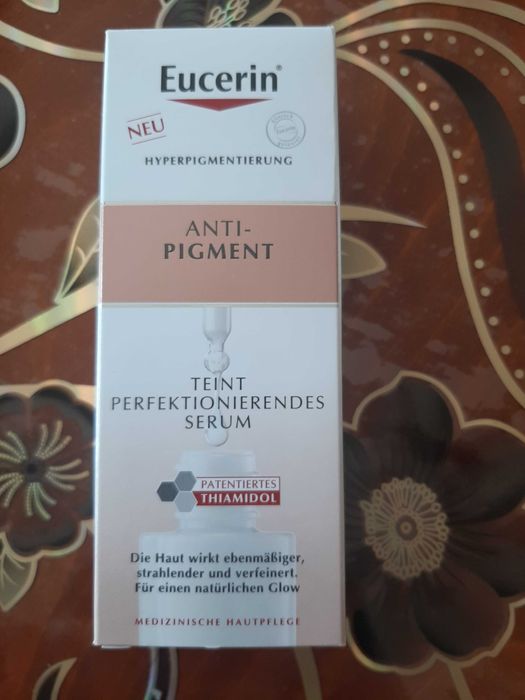 Eucerin®
NEU
HYPERPIGMENTIERUNG
ANTI-
PIGMENT
TEINT
PERFEKTIONIERENDES
SERUM
PATENTIERTES
THIAMIDOL
Die Haut wirkt ebenmäßiger,
strahlender und verfeinert.
Für einen natürlichen Glow
MEDIZINISCHE HAUTPFLEGE